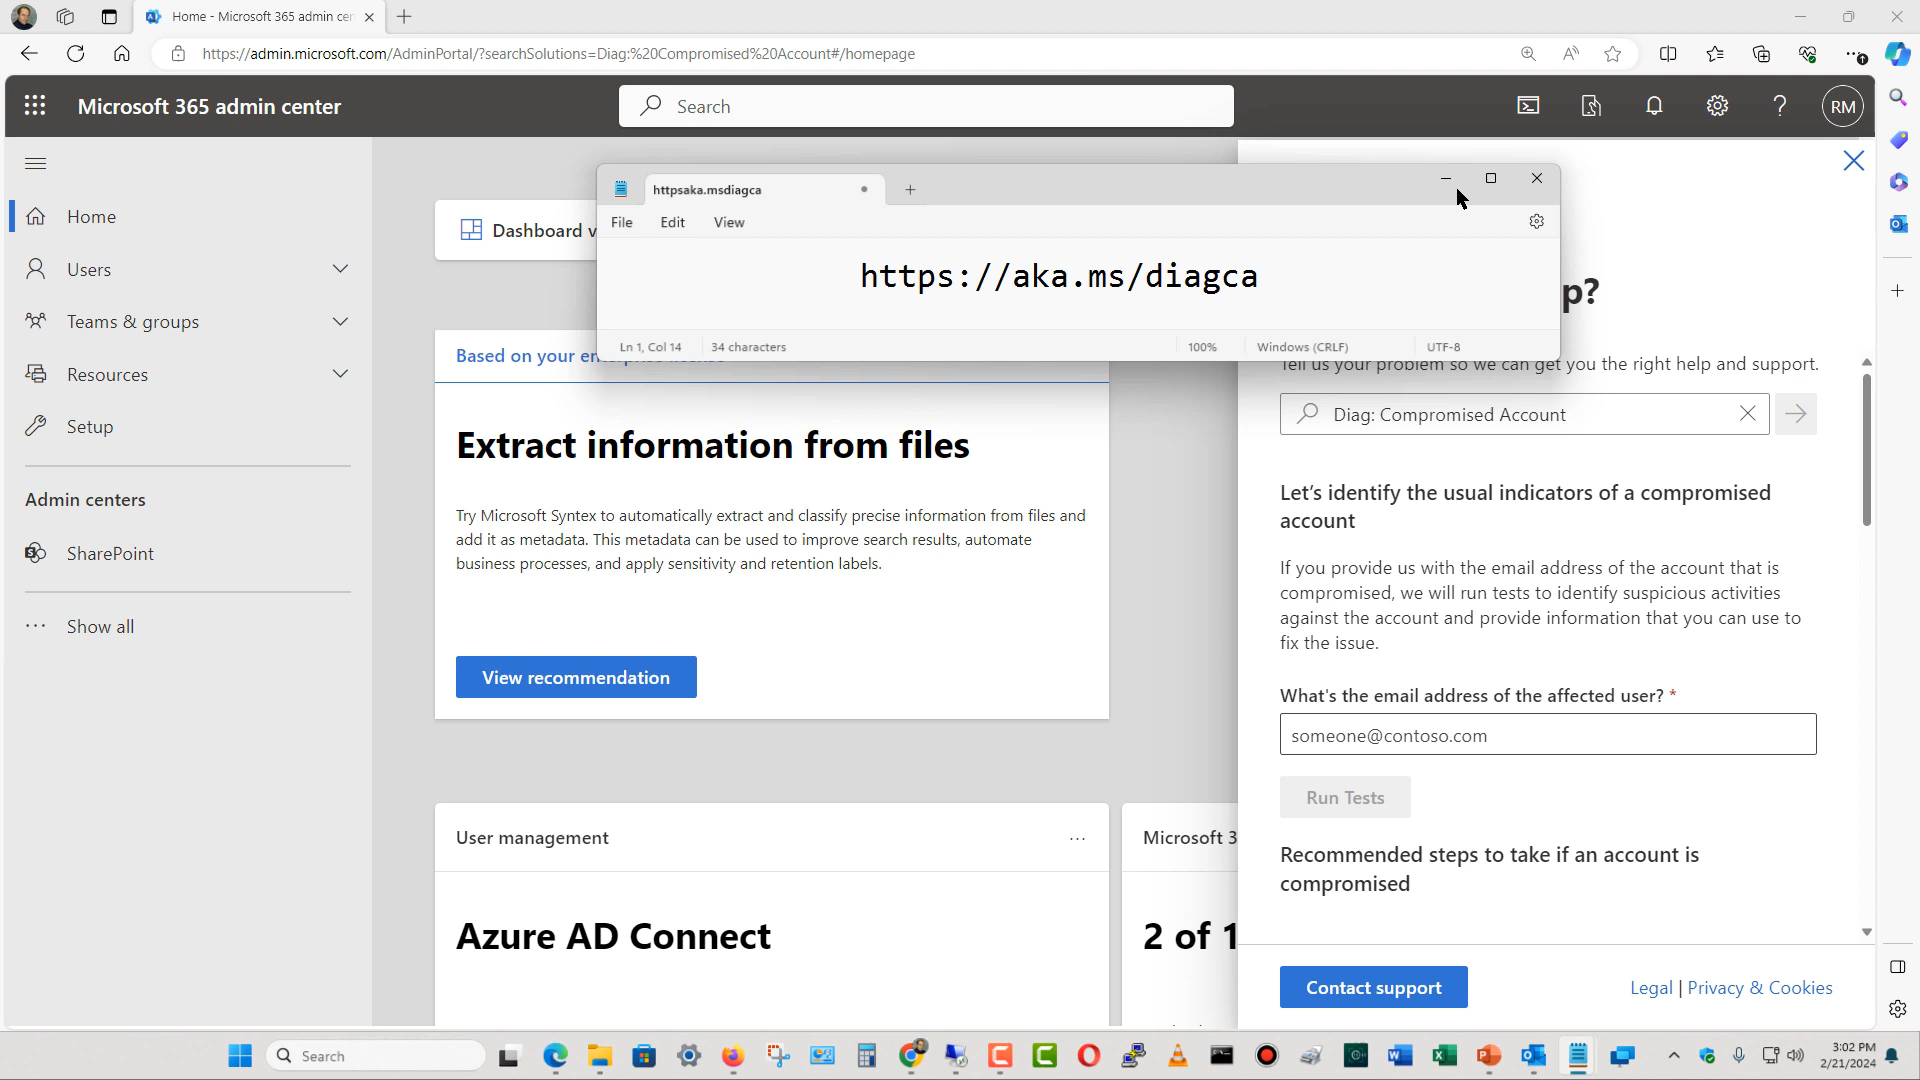 Home - Microsoft 365 admin cen
https://admin.microsoft.com/AdminPortal/?searchSolutions=Diag:%20Compromised%20Account#/homepage
Microsoft 365 admin center
Search
RM
Home
Users
Teams & groups
Resources
Setup
Admin centers
SharePoint
Show all
Dashboard v
httpsaka.msdiagca
File Edit View
https://aka.ms/diagca
Ln 1, Col 14
34 characters
100%
Windows (CRLF)
UTF-8
Based on your enterprise license
Extract information from files
Try Microsoft Syntex to automatically extract and classify precise information from files and
add it as metadata. This metadata can be used to improve search results, automate
business processes, and apply sensitivity and retention labels.
View recommendation
User management
Azure AD Connect
Microsoft 3
2 of 1
p?
Tell us your problem so we can get you the right help and support.
Diag: Compromised Account
Let's identify the usual indicators of a compromised
account
If you provide us with the email address of the account that is
compromised, we will run tests to identify suspicious activities
against the account and provide information that you can use to
fix the issue.
What's the email address of the affected user? *
someone@contoso.com
Run Tests
Recommended steps to take if an account is
compromised
Contact support
Legal | Privacy & Cookies
Search
3:02 PM
2/21/2024